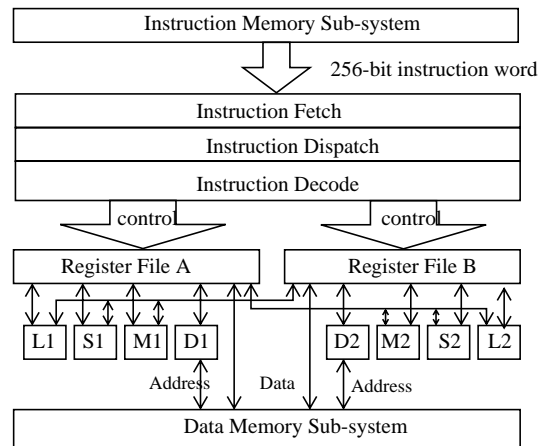 Instruction Memory Sub-system
256-bit instruction word
Instruction Fetch
Instruction Dispatch
Instruction Decode
control control
Register File A Register File B
L1 S1 M1 D1 D2 M2 S2 L2
Address Data Address
Data Memory Sub-system